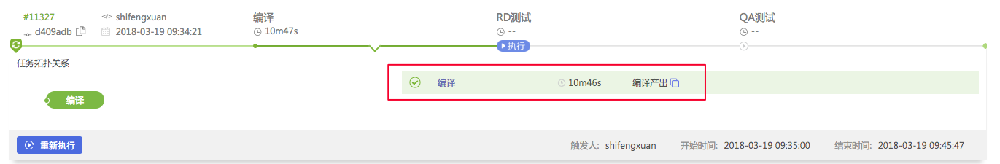 #11327
</> shifengxuan
编译
RD测试
QA测试
d409adb
2018-03-19 09:34:21
10m47s
--
--
执行
任务拓扑关系
编译
编译
10m46s
编译产出
重新执行
触发人: shifengxuan
开始时间: 2018-03-19 09:35:00
结束时间: 2018-03-19 09:45:47